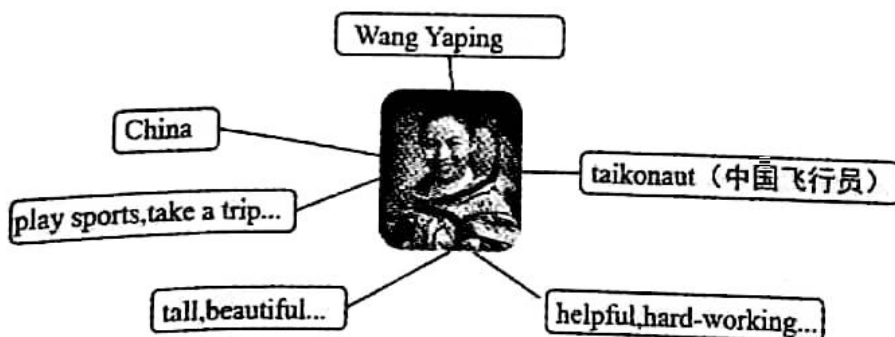 Wang Yaping
China
taikonaut（中国飞行员）
play sports,take a trip...
tall,beautiful...
helpful,hard-working...